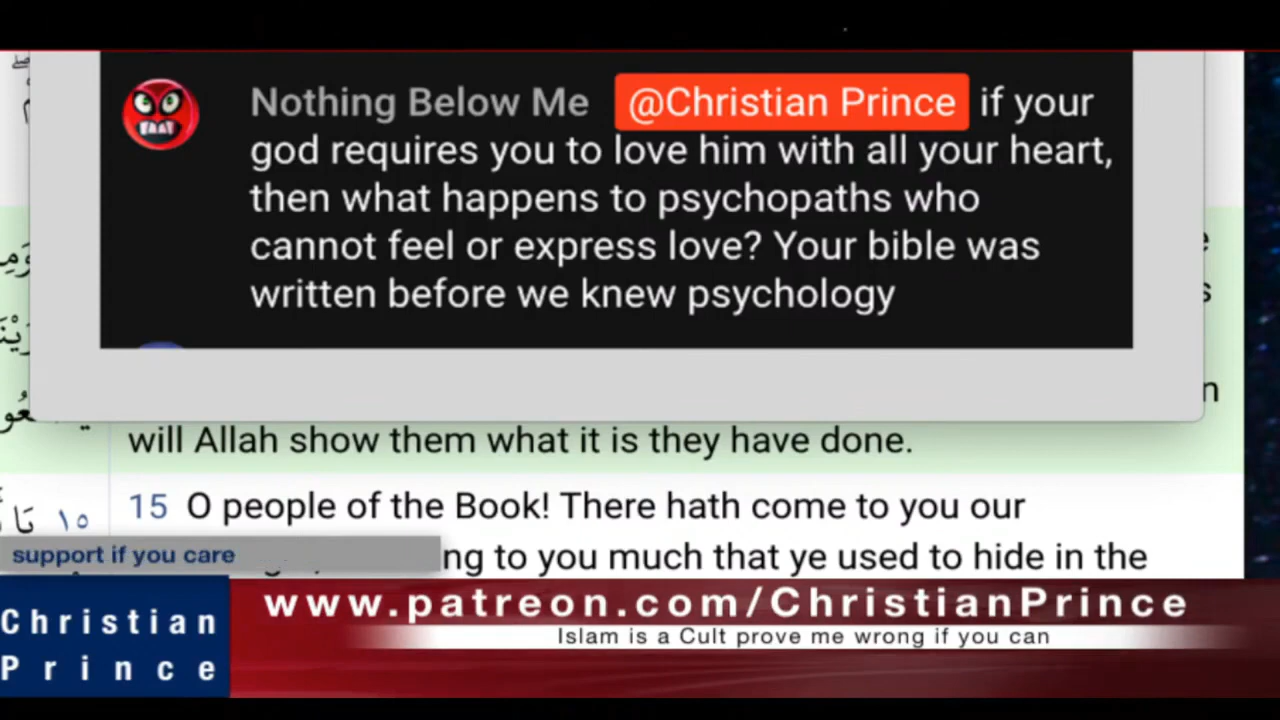 Nothing Below Me @Christian Prince if your
god requires you to love him with all your heart,
then what happens to psychopaths who
cannot feel or express love? Your bible was
written before we knew psychology
will Allah show them what it is they have done.
١٥
15 O people of the Book! There hath come to you our
support if you care
ng to you much that ye used to hide in the
Christian
Prince
www.patreon.com/ChristianPrince
Islam is a Cult prove me wrong if you can